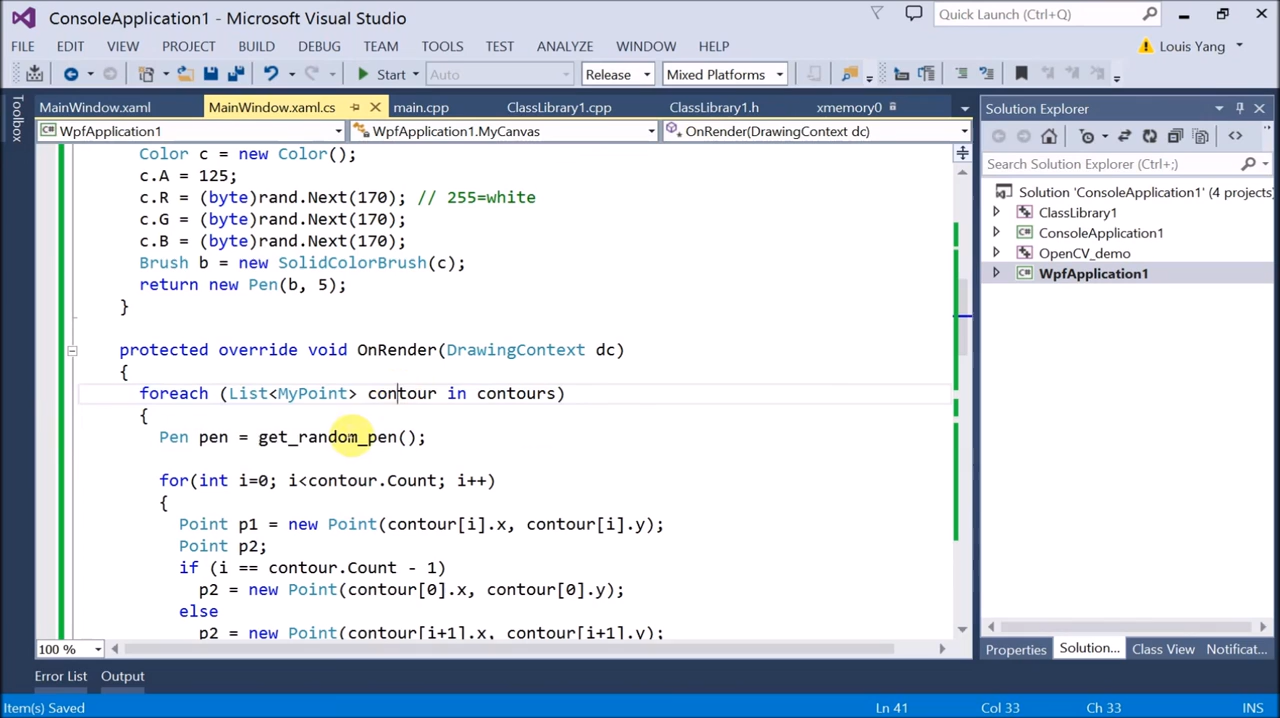 ConsoleApplication1 - Microsoft Visual Studio
Quick Launch (Ctrl+;)
FILE EDIT VIEW PROJECT BUILD DEBUG TEAM TOOLS TEST ANALYZE WINDOW HELP
Louis Yang
Start Auto Release Mixed Platforms
Toolbox
MainWindow.xaml MainWindow.xaml.cs main.cpp ClassLibrary1.cpp ClassLibrary1.h xmemory0
WpfApplication1 WpfApplication1.MyCanvas OnRender(DrawingContext dc)
Color c = new Color();
c.A = 125;
c.R = (byte)rand.Next(170); // 255=white
c.G = (byte)rand.Next(170);
c.B = (byte)rand.Next(170);
Brush b = new SolidColorBrush(c);
return new Pen(b, 5);
}
protected override void OnRender(DrawingContext dc)
{
foreach (List<MyPoint> contour in contours)
{
Pen pen = get_random_pen();
for(int i=0; i<contour.Count; i++)
{
Point p1 = new Point(contour[i].x, contour[i].y);
Point p2;
if (i == contour.Count - 1)
p2 = new Point(contour[0].x, contour[0].y);
else
p2 = new Point(contour[i+1].x, contour[i+1].y);
100 %
Solution Explorer
Search Solution Explorer (Ctrl+;)
Solution 'ConsoleApplication1' (4 projects)
ClassLibrary1
ConsoleApplication1
OpenCV_demo
WpfApplication1
Properties Solution... Class View Notificat...
Error List Output
Item(s) Saved Ln 41 Col 33 Ch 33 INS